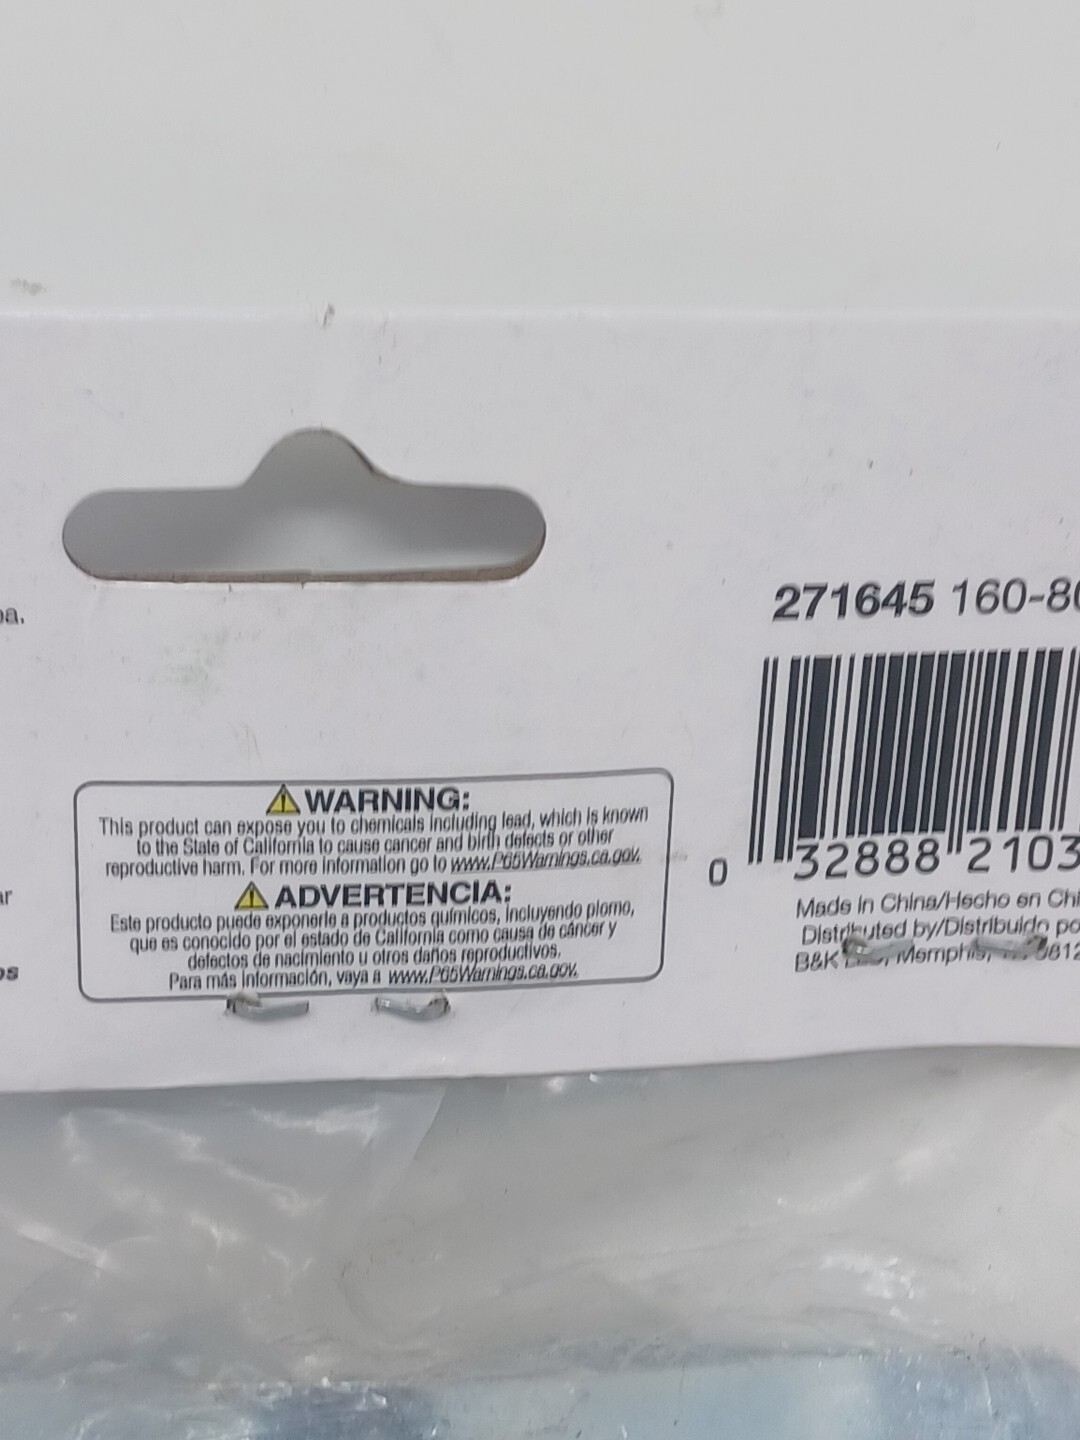 271645 160-80
WARNING:
This product can expose you to chemicals including lead, which is known
to the State of California to cause cancer and birth defects or other
reproductive harm. For more information go to www.P65Warnings.ca.gov.
ADVERTENCIA:
Este producto puede exponerle a productos químicos, incluyendo plomo,
que es conocido por el estado de California como causa de cáncer y
defectos de nacimiento u otros daños reproductivos.
Para más información, vaya a www.P65Warnings.ca.gov.
0 32888 2103
Made in China/Hecho en Chi
Distributed by/Distribuido po
B&K Memphis, 3812